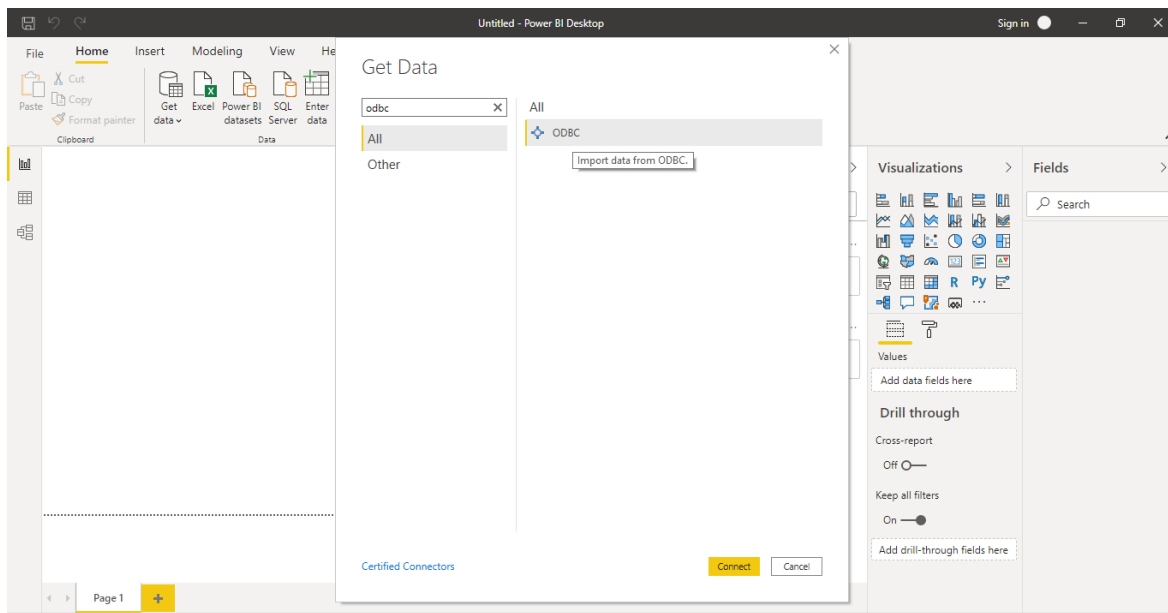 Untitled - Power BI Desktop
Sign in
File
Home
Insert
Modeling
View
He
Paste
Cut
Copy
Format painter
Clipboard
Get data
Excel
Power BI datasets
SQL Server
Enter data
Data
Get Data
odbc
All
Other
All
ODBC
Import data from ODBC.
Certified Connectors
Connect
Cancel
Visualizations
R
Py
Values
Add data fields here
Drill through
Cross-report
Off
Keep all filters
On
Add drill-through fields here
Fields
Search
Page 1